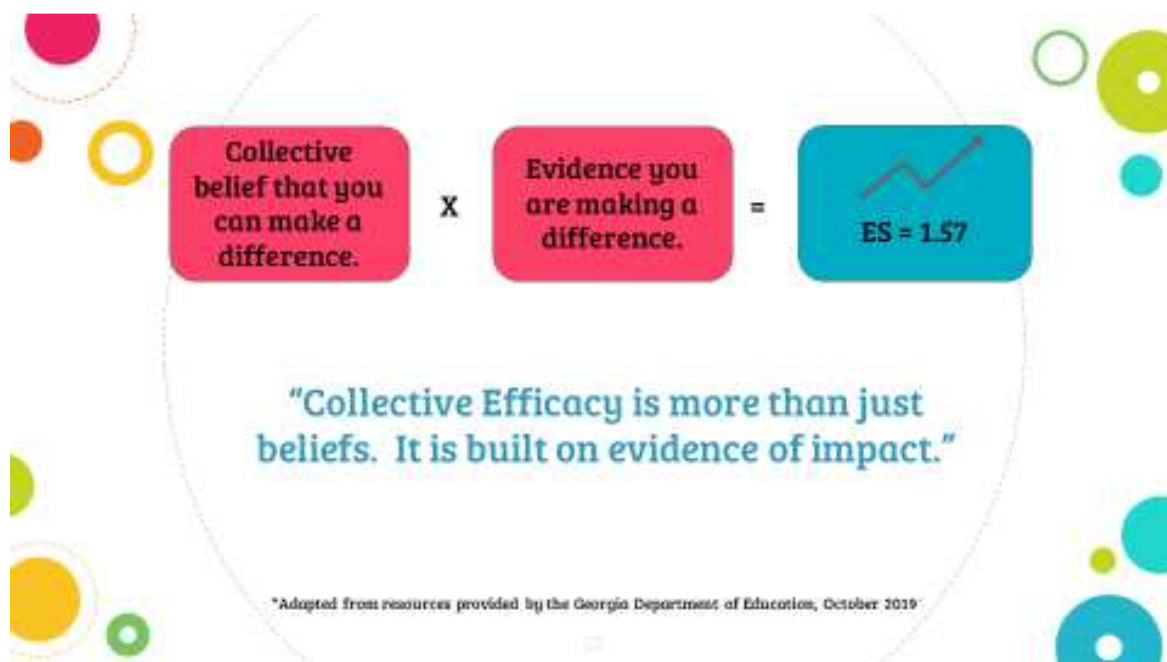 Collective
belief that you
can make a
difference.
X
Evidence you
are making a
difference.
=
ES = 1.57
“Collective Efficacy is more than just
beliefs.  It is built on evidence of impact.”
*Adapted from resources provided by the Georgia Department of Education, October 2019